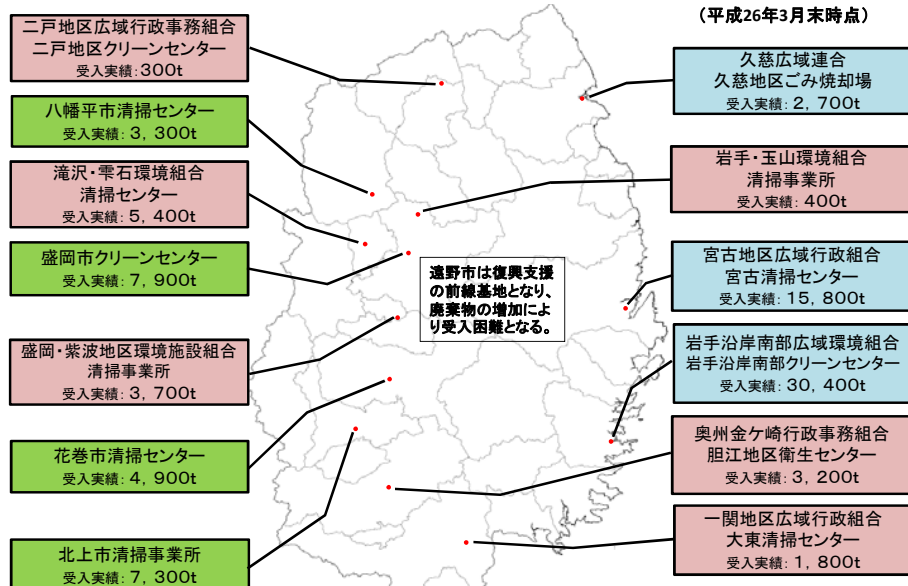 (平成26年3月末時点)
二戸地区広域行政事務組合
二戸地区クリーンセンター
受入実績:300t
八幡平市清掃センター
受入実績:3,300t
滝沢・雫石環境組合
清掃センター
受入実績:5,400t
盛岡市クリーンセンター
受入実績:7,900t
盛岡・紫波地区環境施設組合
清掃事業所
受入実績:3,700t
花巻市清掃センター
受入実績:4,900t
北上市清掃事業所
受入実績:7,300t
遠野市は復興支援
の前線基地となり、
廃棄物の増加によ
り受入困難となる。
久慈広域連合
久慈地区ごみ焼却場
受入実績:2,700t
岩手・玉山環境組合
清掃事業所
受入実績:400t
宮古地区広域行政組合
宮古清掃センター
受入実績:15,800t
岩手沿岸南部広域環境組合
岩手沿岸南部クリーンセンター
受入実績:30,400t
奥州金ケ崎行政事務組合
胆江地区衛生センター
受入実績:3,200t
一関地区広域行政組合
大東清掃センター
受入実績:1,800t